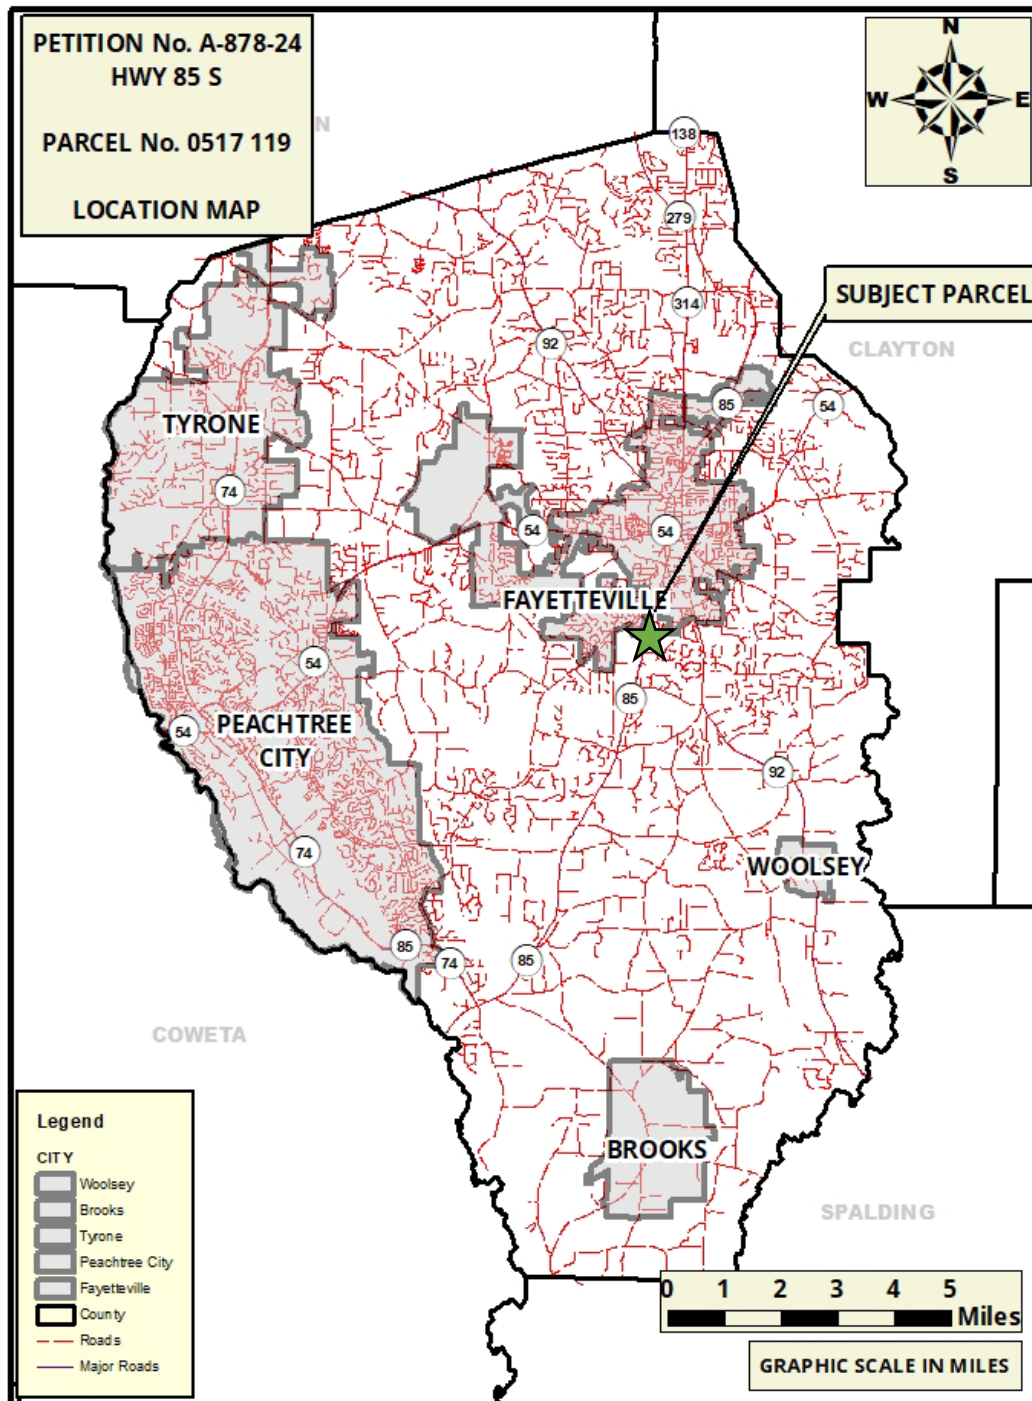 PETITION No. A-878-24
HWY 85 S
PARCEL No. 0517 119
LOCATION MAP
N
W
E
S
N
138
279
SUBJECT PARCEL
314
92
CLAYTON
85
54
TYRONE
74
54
54
FAYETTEVILLE
54
85
PEACHTREE
CITY
54
92
74
WOOLSEY
85
74
85
COWETA
BROOKS
SPALDING
Legend
CITY
Woolsey
Brooks
Tyrone
Peachtree City
Fayetteville
County
Roads
Major Roads
0 1 2 3 4 5
Miles
GRAPHIC SCALE IN MILES